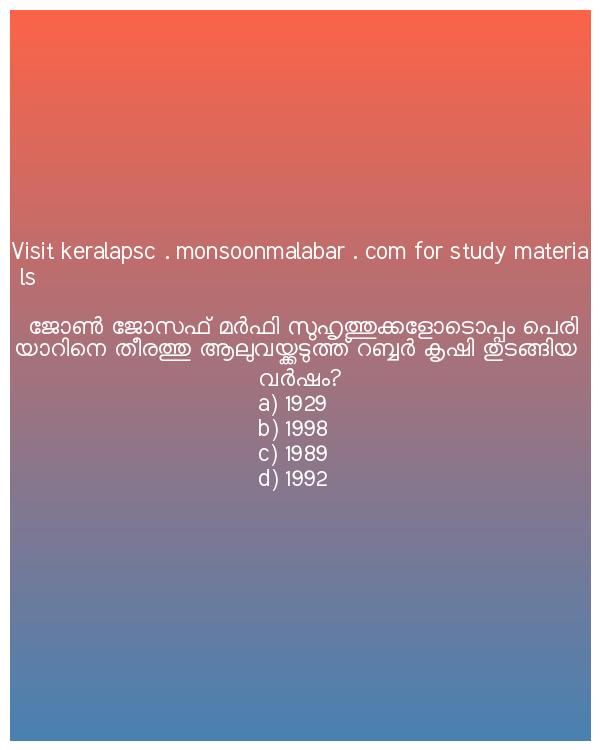 Visit keralapsc . monsoonmalabar . com for study materia
ls
ജോൺ ജോസഫ് മർഫി സുഹൃത്തുക്കളോടൊപ്പം പെരി
യാറിനെ തീരത്തു ആലുവയ്ക്കടുത്ത് റബ്ബർ കൃഷി തുടങ്ങിയ
വർഷം?
a) 1929
b) 1998
c) 1989
d) 1992